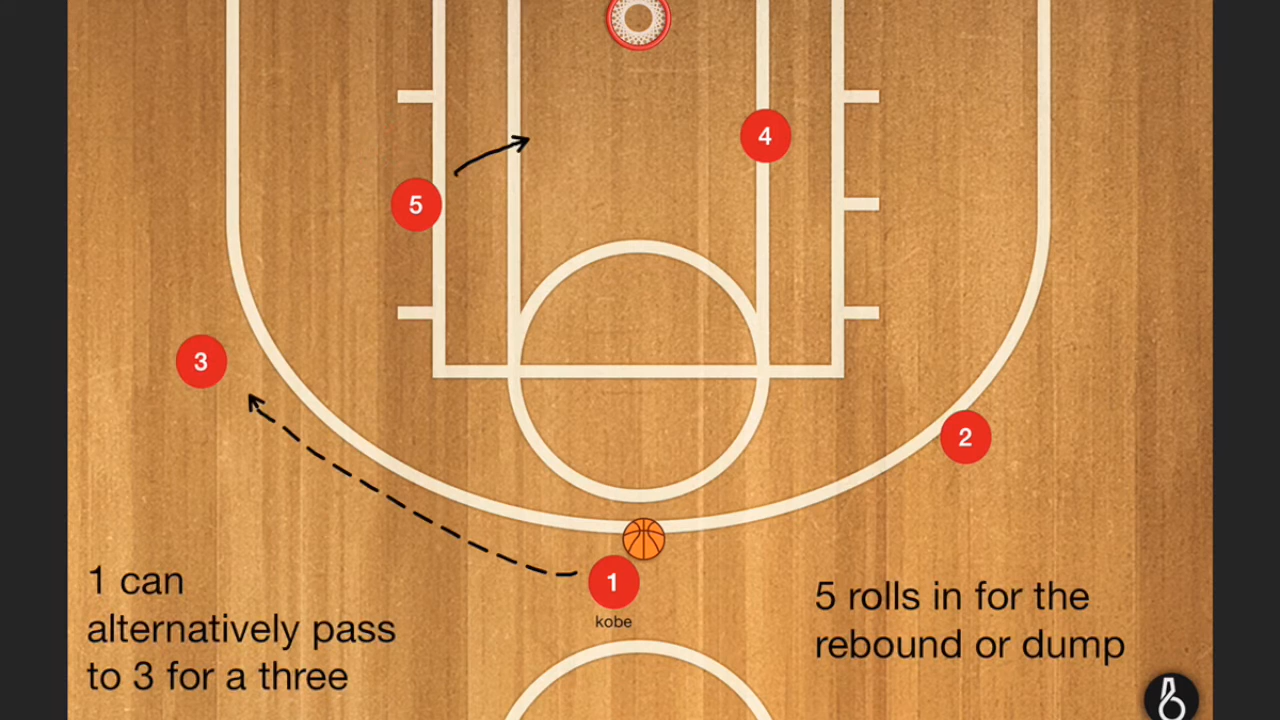 4
5
3
2
1
kobe
1 can
alternatively pass
to 3 for a three
5 rolls in for the
rebound or dump